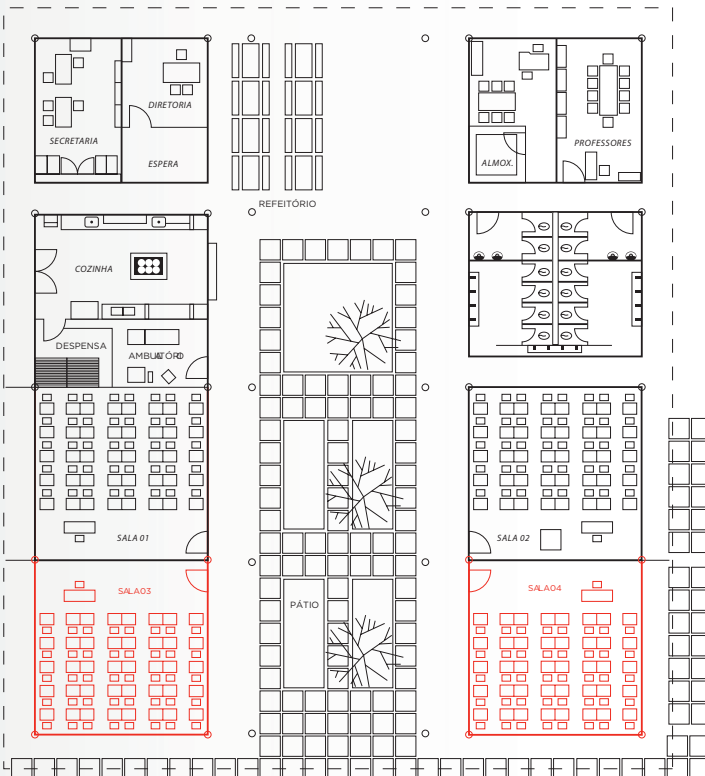 DIRETORIA
SECRETARIA
ESPERA
PROFESSORES
ALMOX.
REFEITÓRIO
COZINHA
DESPENSA
SALA 01
SALA 02
SALA03
SALA04
PÁTIO